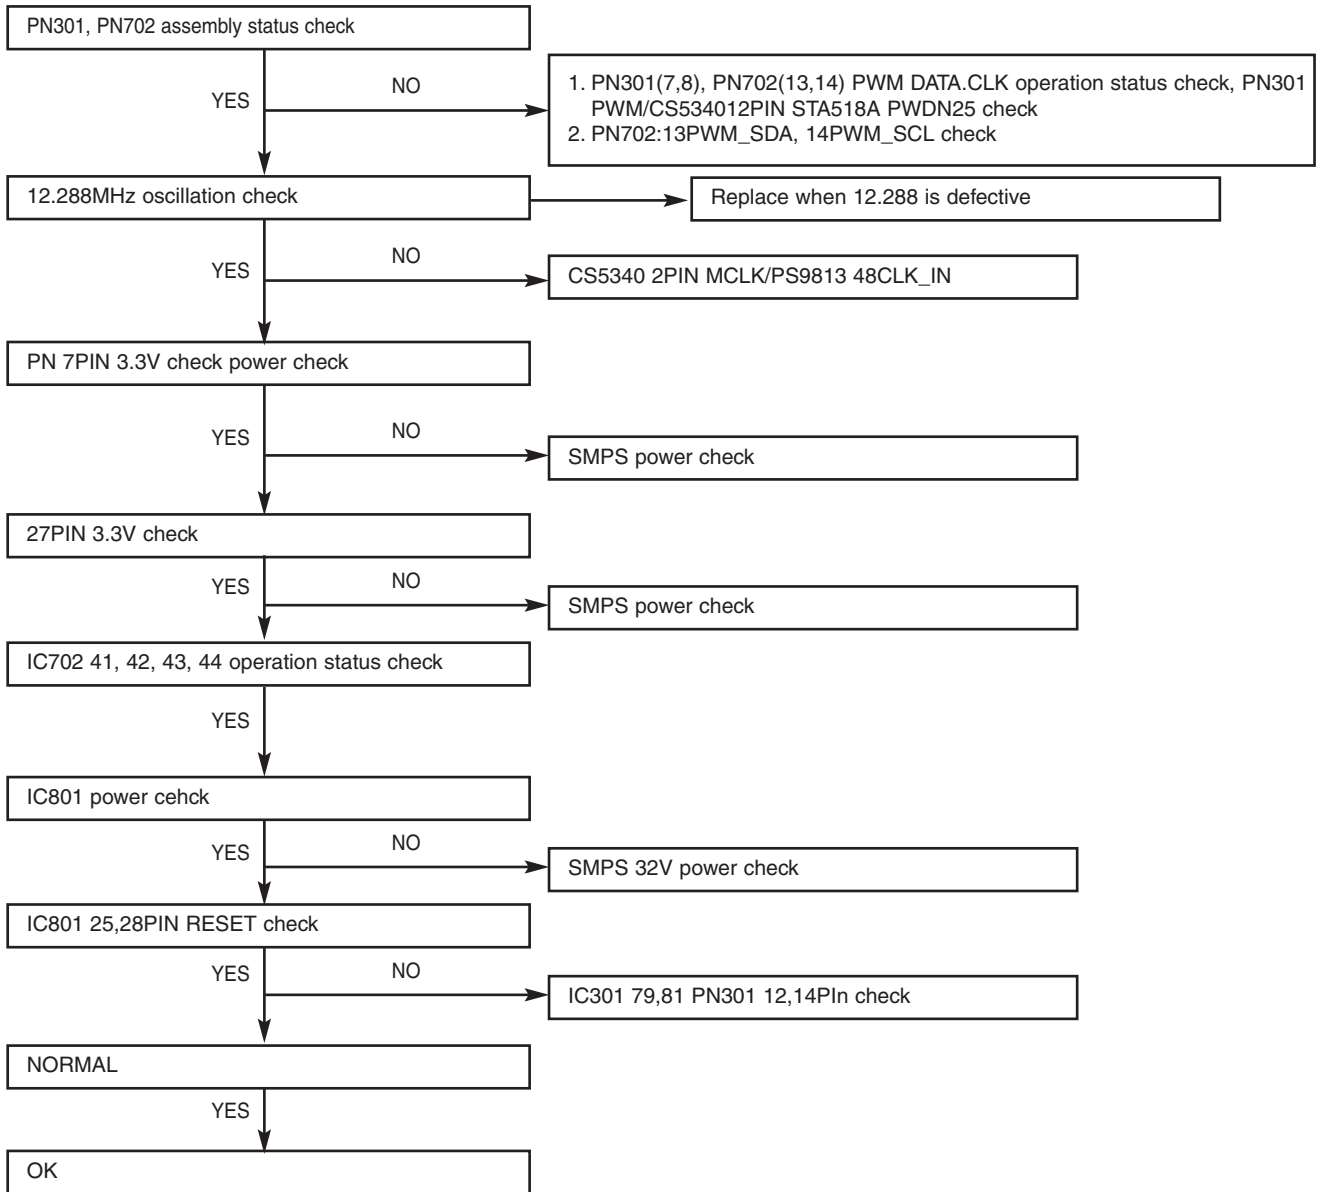 PN301, PN702 assembly status check
YES
NO
1. PN301(7,8), PN702(13,14) PWM DATA.CLK operation status check, PN301
PWM/CS534012PIN STA518A PWDN25 check
2. PN702:13PWM_SDA, 14PWM_SCL check
12.288MHz oscillation check
Replace when 12.288 is defective
YES
NO
CS5340 2PIN MCLK/PS9813 48CLK_IN
PN 7PIN 3.3V check power check
YES
NO
SMPS power check
27PIN 3.3V check
YES
NO
SMPS power check
IC702 41, 42, 43, 44 operation status check
YES
IC801 power cehck
YES
NO
SMPS 32V power check
IC801 25,28PIN RESET check
YES
NO
IC301 79,81 PN301 12,14PIn check
NORMAL
YES
OK